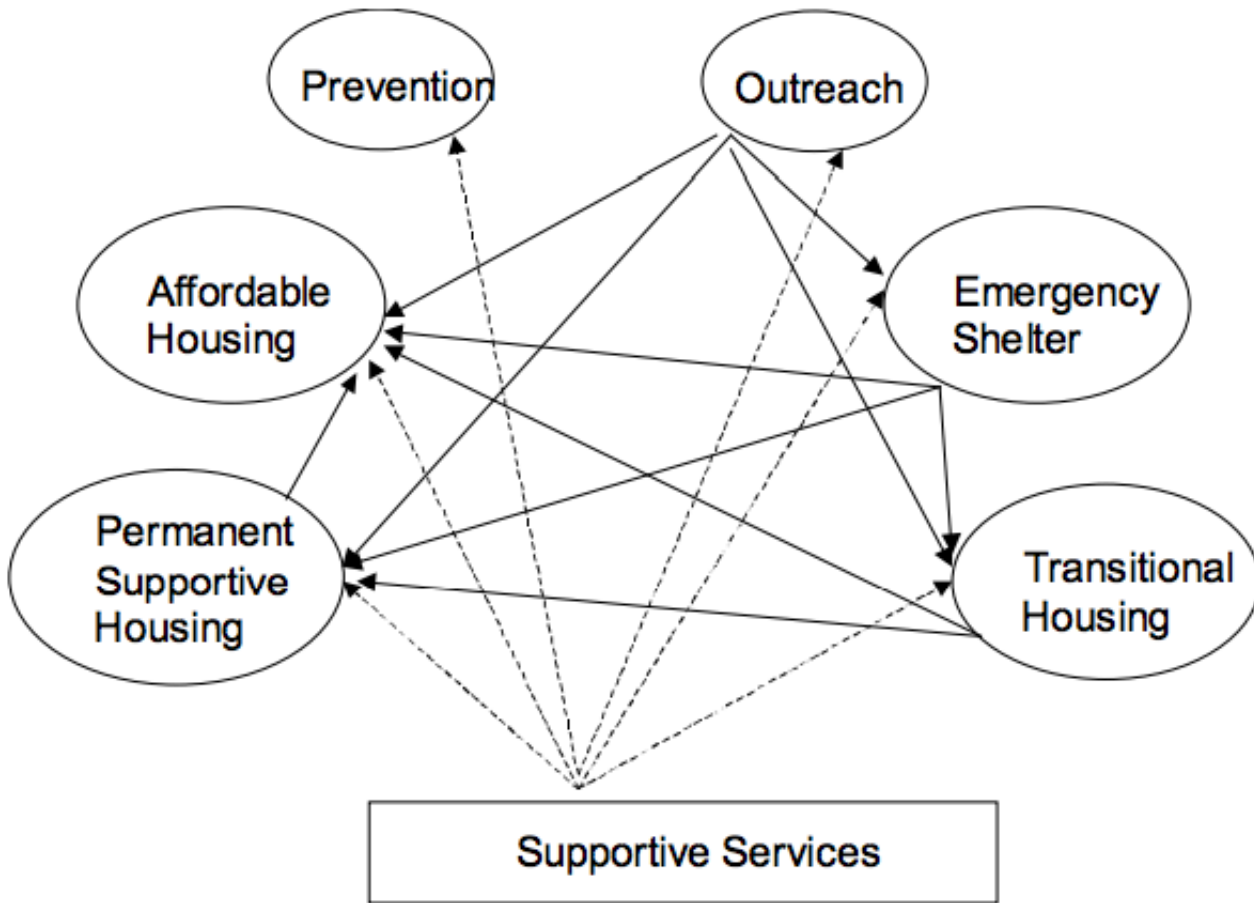 Prevention
Outreach
Affordable
Housing
Emergency
Shelter
Permanent
Supportive
Housing
Transitional
Housing
Supportive Services